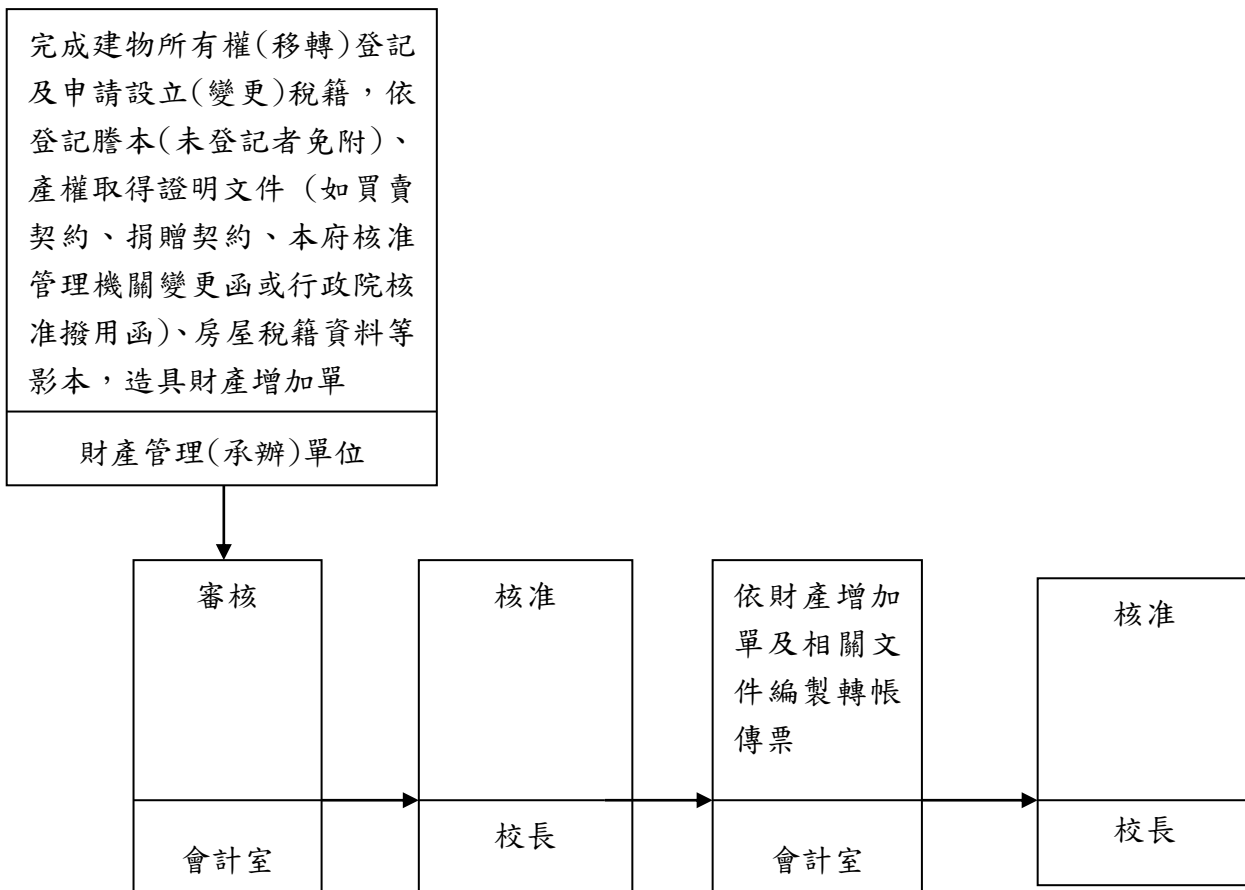 完成建物所有權(移轉)登記
及申請設立(變更)稅籍，依
登記謄本(未登記者免附)、
產權取得證明文件 (如買賣
契約、捐贈契約、本府核准
管理機關變更函或行政院核
准撥用函)、房屋稅籍資料等
影本，造具財產增加單
財產管理(承辦)單位
審核
會計室
核准
校長
依財產增加
單及相關文
件編製轉帳
傳票
會計室
核准
校長